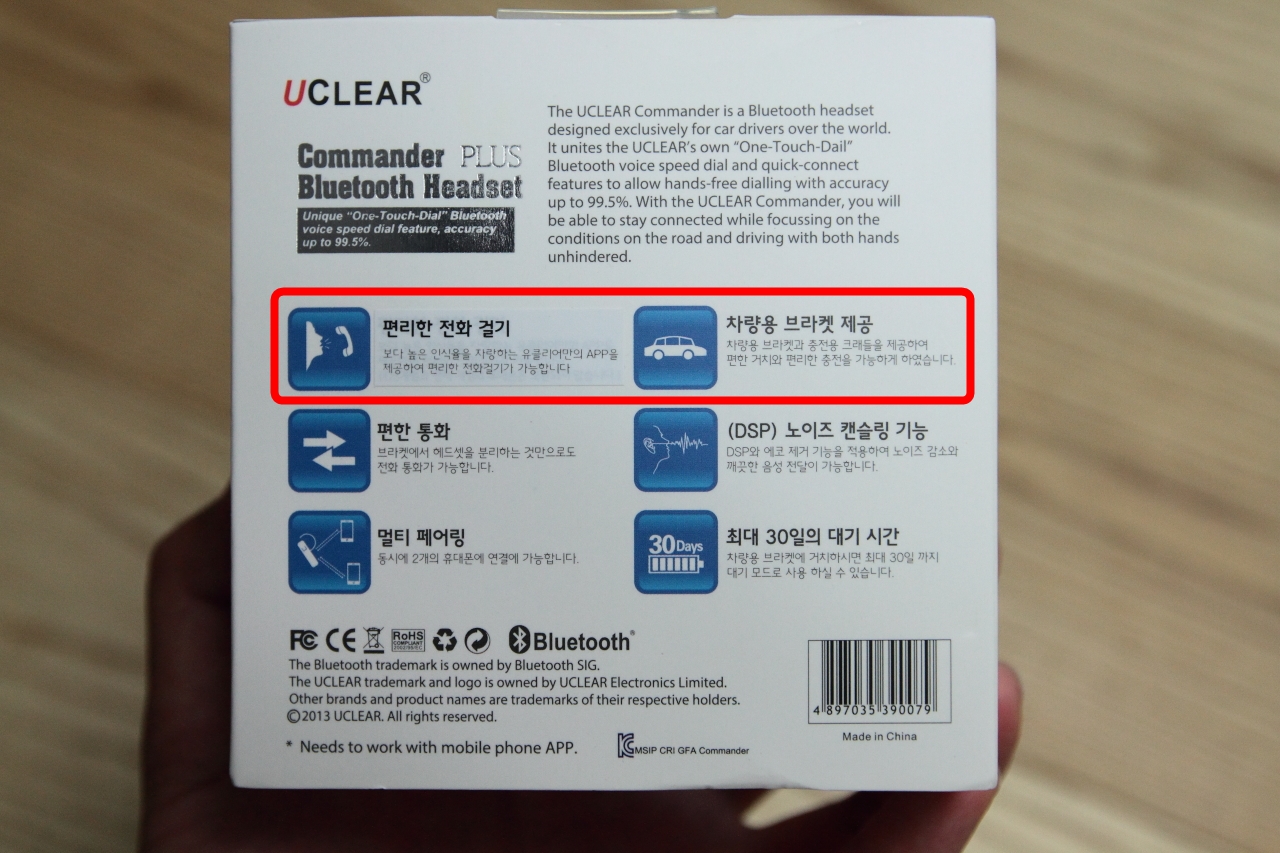 UCLEAR®
Commander PLUS
Bluetooth Headset
Unique "One-Touch-Dial" Bluetooth
voice speed dial feature, accuracy
up to 99.5%.
The UCLEAR Commander is a Bluetooth headset
designed exclusively for car drivers over the world.
It unites the UCLEAR's own "One-Touch-Dail"
Bluetooth voice speed dial and quick-connect
features to allow hands-free dialling with accuracy
up to 99.5%. With the UCLEAR Commander, you will
be able to stay connected while focussing on the
conditions on the road and driving with both hands
unhindered.
편리한 전화 걸기
보다 높은 인식율을 자랑하는 유클리어만의 APP을
제공하여 편리한 전화걸기가 가능합니다
차량용 브라켓 제공
차량용 브라켓과 충전용 크래들을 제공하여
편한 거치와 편리한 충전을 가능하게 하였습니다.
편한 통화
브라켓에서 헤드셋을 분리하는 것만으로도
전화 통화가 가능합니다.
(DSP) 노이즈 캔슬링 기능
DSP와 에코 제거 기능을 적용하여 노이즈 감소와
깨끗한 음성 전달이 가능합니다.
멀티 페어링
동시에 2개의 휴대폰에 연결에 가능합니다.
30Days
최대 30일의 대기 시간
차량용 브라켓에 거치하시면 최대 30일 까지
대기 모드로 사용 하실 수 있습니다.
FC CE RoHS
COMPLIANT
2002/95/EC
Bluetooth®
The Bluetooth trademark is owned by Bluetooth SIG.
The UCLEAR trademark and logo is owned by UCLEAR Electronics Limited.
Other brands and product names are trademarks of their respective holders.
©2013 UCLEAR. All rights reserved.
* Needs to work with mobile phone APP.
MSIP CRI GFA Commander
4 897035 390079
Made in China